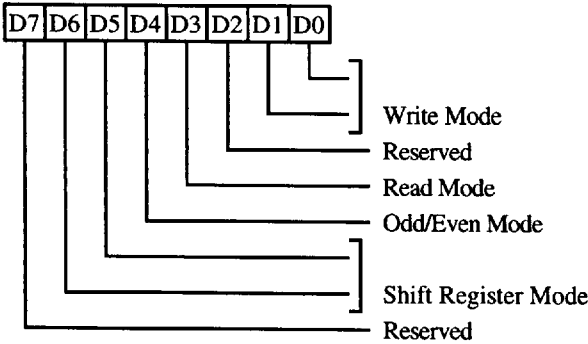 D7 D6 D5 D4 D3 D2 D1 D0
Write Mode
Reserved
Read Mode
Odd/Even Mode
Shift Register Mode
Reserved